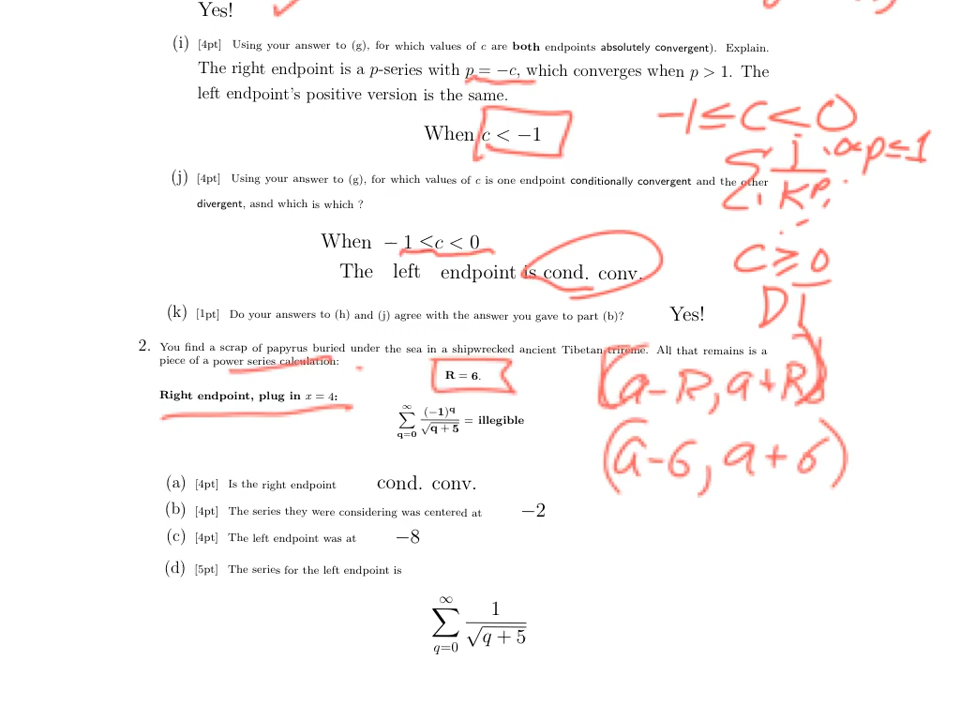 Yes!
(i) [4pt] Using your answer to (g), for which values of c are both endpoints absolutely convergent). Explain.
The right endpoint is a p-series with p = −c, which converges when p > 1. The
left endpoint's positive version is the same.
When c < −1
−1 ≤ c < 0
Σ 1/K^P, 0<p≤1
(j) [4pt] Using your answer to (g), for which values of c is one endpoint conditionally convergent and the other
divergent, asnd which is which ?
When − 1 < c < 0
The left endpoint is cond. conv.
c ≥ 0
(k) [1pt] Do your answers to (h) and (j) agree with the answer you gave to part (b)? Yes!
2. You find a scrap of papyrus buried under the sea in a shipwrecked ancient Tibetan trireme. All that remains is a
piece of a power series calculation:
R = 6.
(a−R, a+R)
Right endpoint, plug in x = 4:
∞ Σ q=0 (−1)^q / √(q + 5) = illegible
(a−6, a+6)
(a) [4pt] Is the right endpoint cond. conv.
(b) [4pt] The series they were considering was centered at −2
(c) [4pt] The left endpoint was at −8
(d) [5pt] The series for the left endpoint is
∞ Σ q=0 1 / √(q + 5)